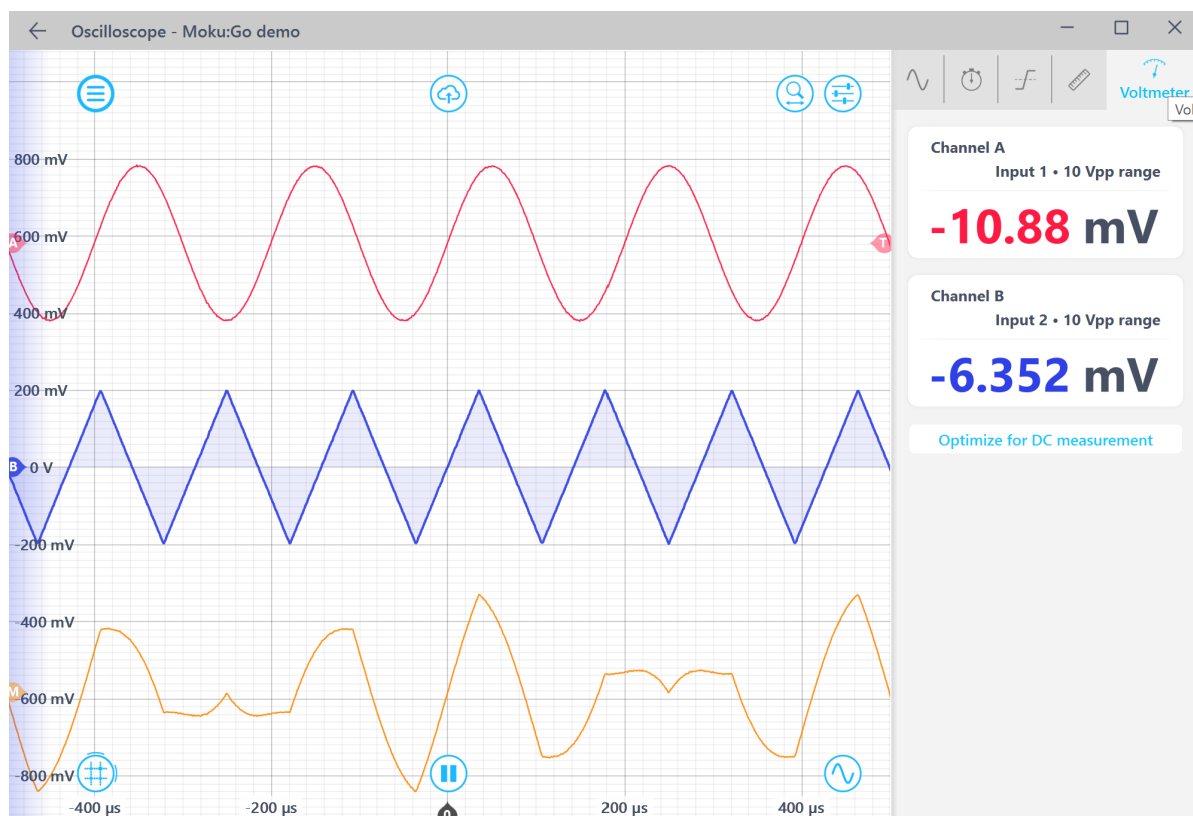 Oscilloscope - Moku:Go demo
Voltmeter
Vol
800 mV
600 mV
400 mV
200 mV
0 V
-200 mV
-400 mV
-600 mV
-800 mV
A
T
B
M
-400 µs
-200 µs
0
200 µs
400 µs
Channel A
Input 1 • 10 Vpp range
-10.88 mV
Channel B
Input 2 • 10 Vpp range
-6.352 mV
Optimize for DC measurement